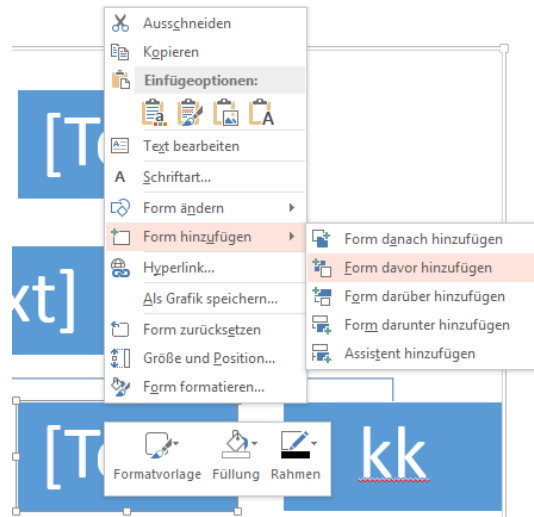 Ausschneiden
Kopieren
Einfügeoptionen:
[T
Text bearbeiten
Schriftart...
Form ändern
Form hinzufügen
Form danach hinzufügen
Hyperlink...
Form davor hinzufügen
xt]
Als Grafik speichern...
Form darüber hinzufügen
Form zurücksetzen
Form darunter hinzufügen
Größe und Position...
Assistent hinzufügen
Form formatieren...
[T
kk
Formatvorlage Füllung Rahmen